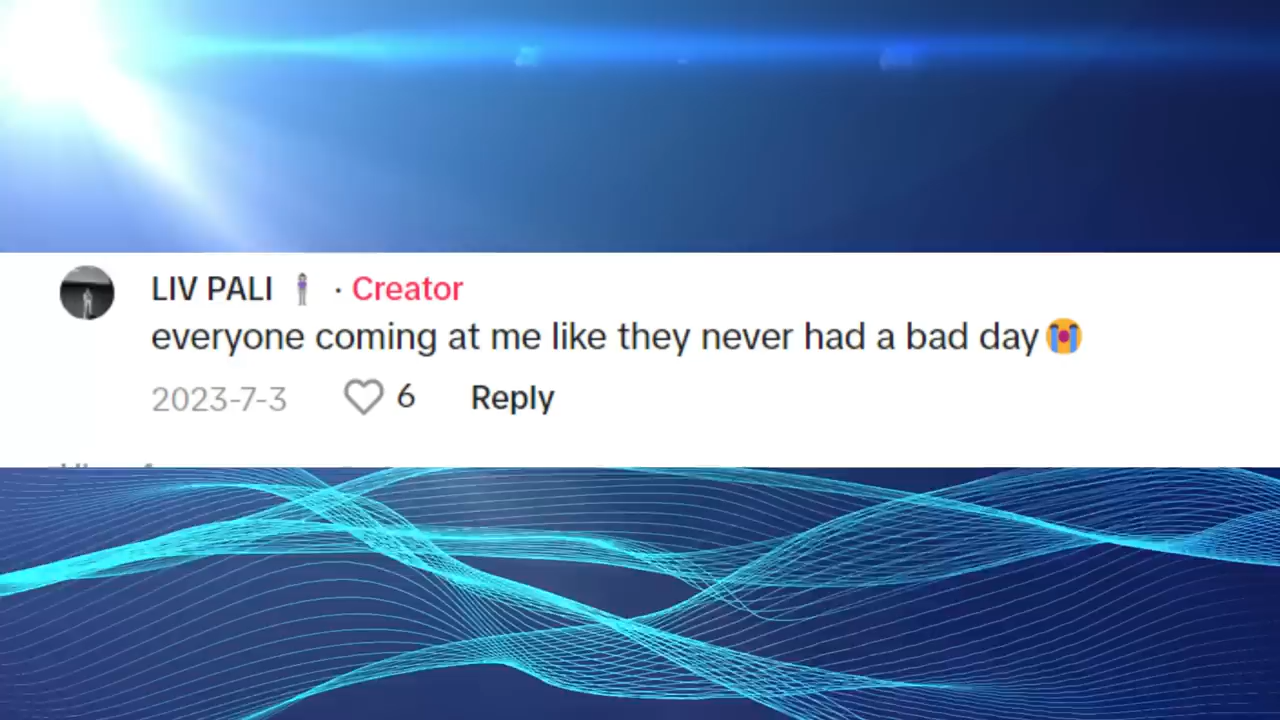 LIV PALI 🧍‍♀️ · Creator
everyone coming at me like they never had a bad day😭
2023-7-3 6 Reply